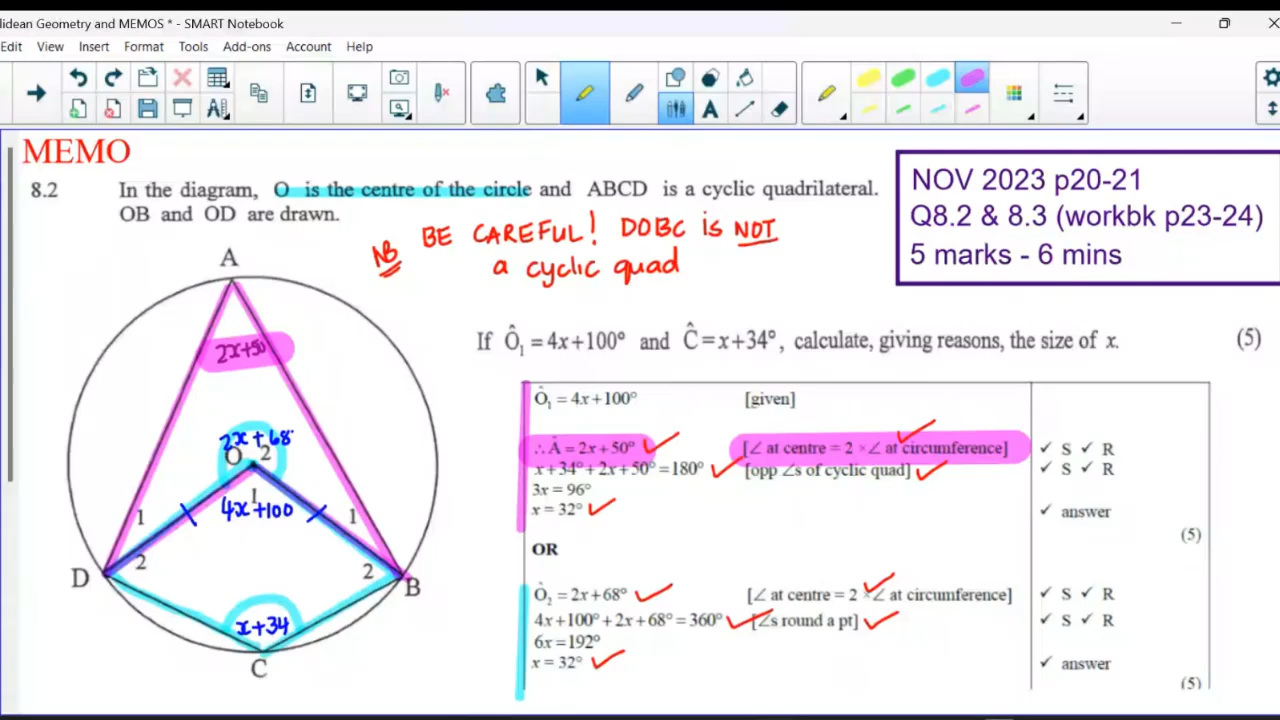 lidean Geometry and MEMOS * - SMART Notebook
Edit View Insert Format Tools Add-ons Account Help
MEMO
NOV 2023 p20-21
Q8.2 & 8.3 (workbk p23-24)
5 marks - 6 mins
8.2 In the diagram, O is the centre of the circle and ABCD is a cyclic quadrilateral.
OB and OD are drawn.
NB BE CAREFUL! DOBC is NOT
a cyclic quad
A
2x+50
2x+68
O 2
1
4x+100
1 1
2 2
D B
x+34
C
If Ô₁ = 4x+100° and Ĉ = x+34°, calculate, giving reasons, the size of x. (5)
Ô₁ = 4x+100° [given]
∴ Â = 2x+50° [∠ at centre = 2 ×∠ at circumference] ✓ S ✓ R
x+34°+2x+50° =180° [opp ∠s of cyclic quad] ✓ S ✓ R
3x = 96°
x = 32° ✓ answer
(5)
OR
Ô₂ = 2x+68° [∠ at centre = 2 ×∠ at circumference] ✓ S ✓ R
4x+100°+2x+68° = 360° [∠s round a pt] ✓ S ✓ R
6x =192°
x = 32° ✓ answer
(5)